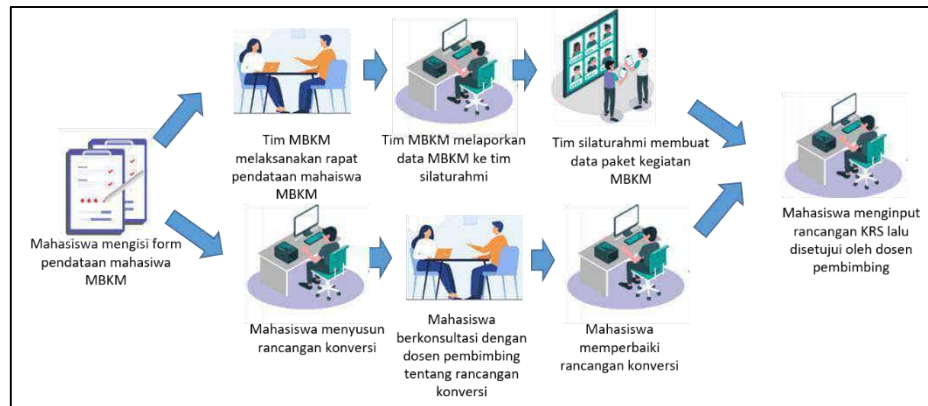 Mahasiswa mengisi form
pendataan mahasiwa
MBKM
Tim MBKM
melaksanakan rapat
pendataan mahaiswa
MBKM
Tim MBKM melaporkan
data MBKM ke tim
silaturahmi
Tim silaturahmi membuat
data paket kegiatan
MBKM
Mahasiswa menyusun
rancangan konversi
Mahasiswa
berkonsultasi dengan
dosen pembimbing
tentang rancangan
konversi
Mahasiswa
memperbaiki
rancangan konversi
Mahasiswa menginput
rancangan KRS lalu
disetujui oleh dosen
pembimbing